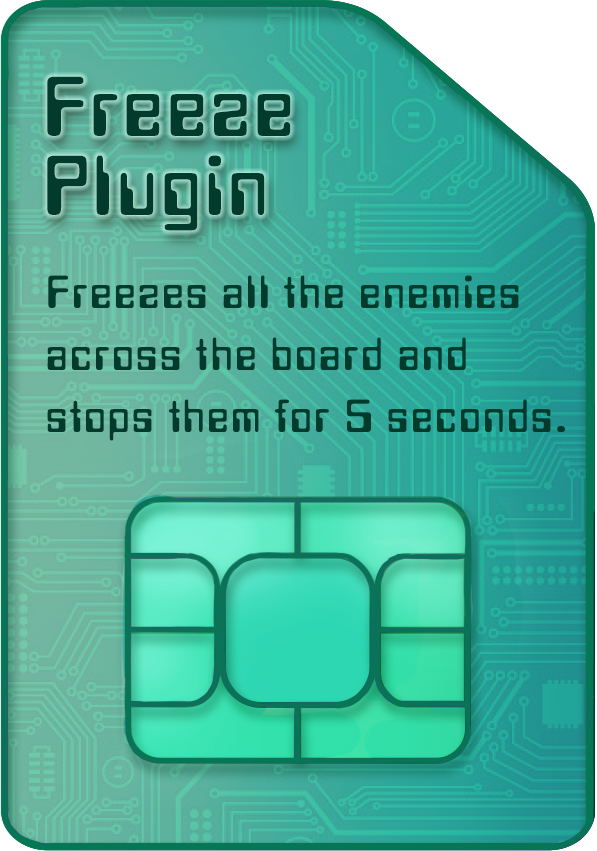 Freeze
Plugin
Freezes all the enemies
across the board and
stops them for 5 seconds.